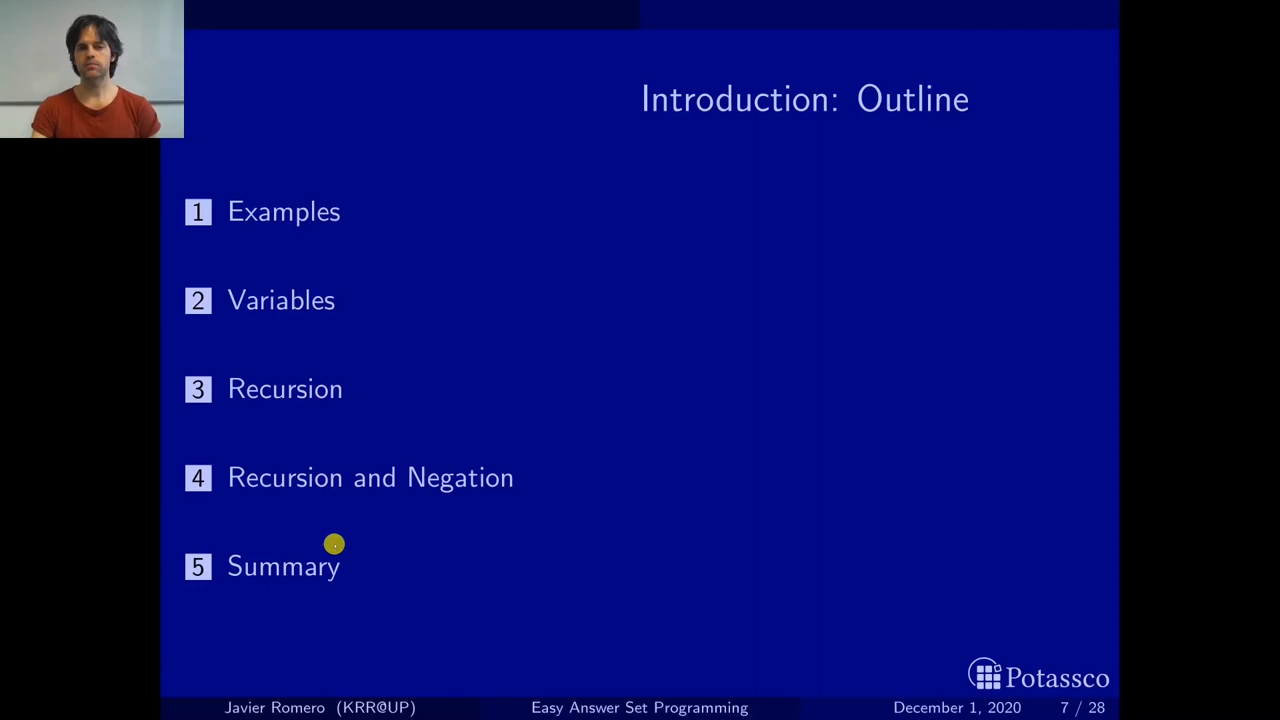 Introduction: Outline
1 Examples
2 Variables
3 Recursion
4 Recursion and Negation
5 Summary
Potassco
Javier Romero (KRR@UP) Easy Answer Set Programming December 1, 2020 7 / 28